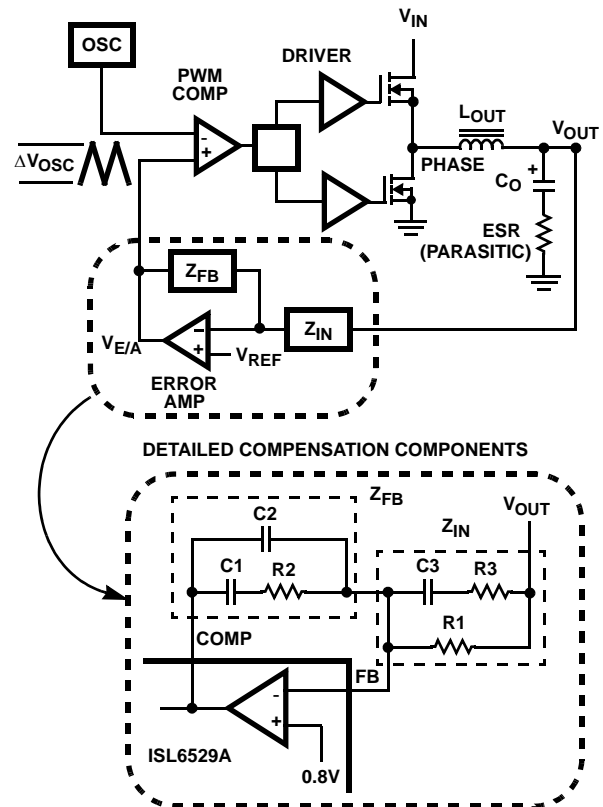 V_IN
OSC
DRIVER
PWM
COMP
L_OUT
V_OUT
-
+
ΔV_OSC
PHASE
C_O
+
ESR
(PARASITIC)
Z_FB
V_E/A
-
+
Z_IN
V_REF
ERROR
AMP
DETAILED COMPENSATION COMPONENTS
Z_FB
V_OUT
C2
Z_IN
C1
R2
C3
R3
R1
COMP
FB
-
+
ISL6529A
0.8V